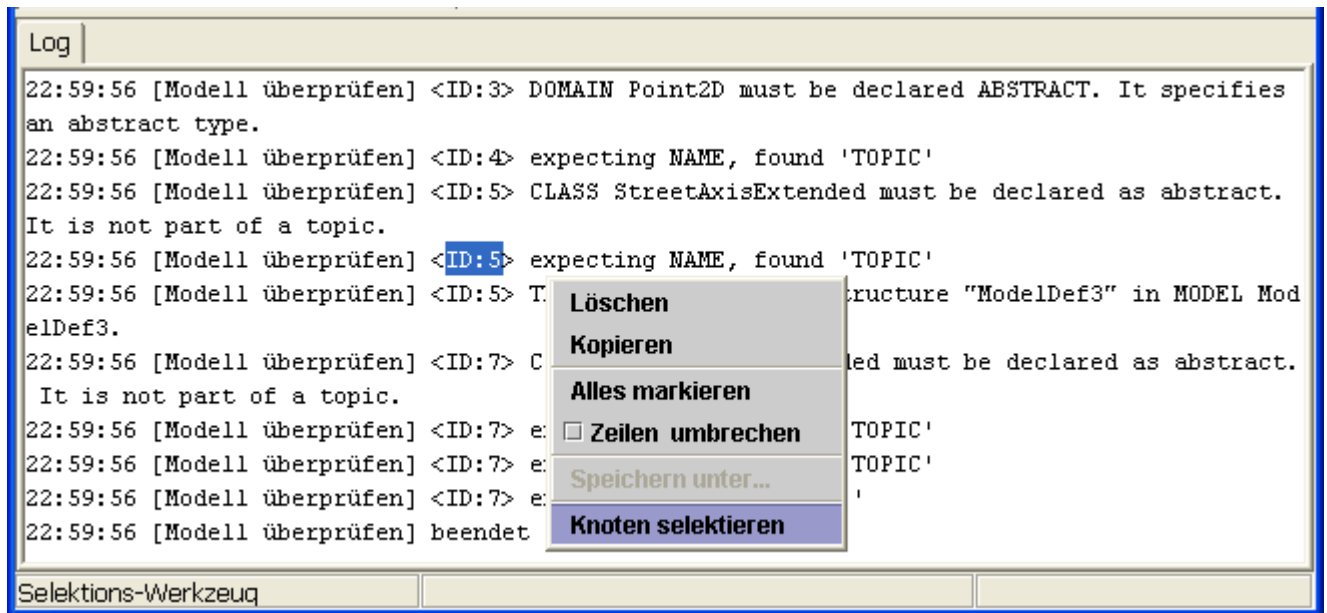 Log
22:59:56 [Modell überprüfen] <ID:3> DOMAIN Point2D must be declared ABSTRACT. It specifies
an abstract type.
22:59:56 [Modell überprüfen] <ID:4> expecting NAME, found 'TOPIC'
22:59:56 [Modell überprüfen] <ID:5> CLASS StreetAxisExtended must be declared as abstract.
It is not part of a topic.
22:59:56 [Modell überprüfen] <ID:5> expecting NAME, found 'TOPIC'
22:59:56 [Modell überprüfen] <ID:5> T ructure "ModelDef3" in MODEL Mod
elDef3.
22:59:56 [Modell überprüfen] <ID:7> C ed must be declared as abstract.
It is not part of a topic.
22:59:56 [Modell überprüfen] <ID:7> e TOPIC'
22:59:56 [Modell überprüfen] <ID:7> e TOPIC'
22:59:56 [Modell überprüfen] <ID:7> e '
22:59:56 [Modell überprüfen] beendet
Löschen
Kopieren
Alles markieren
Zeilen umbrechen
Speichern unter...
Knoten selektieren
Selektions-Werkzeug